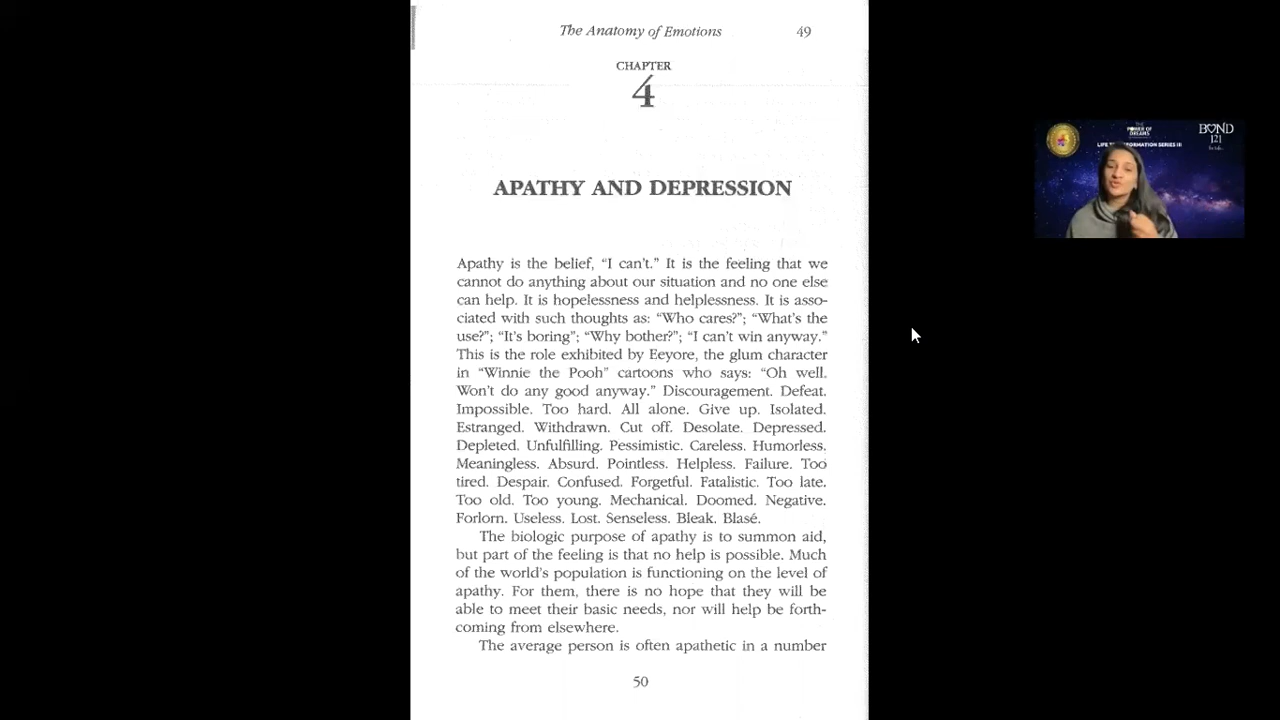 The Anatomy of Emotions 49
CHAPTER
4
APATHY AND DEPRESSION
Apathy is the belief, “I can't.” It is the feeling that we
cannot do anything about our situation and no one else
can help. It is hopelessness and helplessness. It is asso-
ciated with such thoughts as: “Who cares?”; “What's the
use?”; “It's boring”; “Why bother?”; “I can't win anyway.”
This is the role exhibited by Eeyore, the glum character
in “Winnie the Pooh” cartoons who says: “Oh well.
Won't do any good anyway.” Discouragement. Defeat.
Impossible. Too hard. All alone. Give up. Isolated.
Estranged. Withdrawn. Cut off. Desolate. Depressed.
Depleted. Unfulfilling. Pessimistic. Careless. Humorless.
Meaningless. Absurd. Pointless. Helpless. Failure. Too
tired. Despair. Confused. Forgetful. Fatalistic. Too late.
Too old. Too young. Mechanical. Doomed. Negative.
Forlorn. Useless. Lost. Senseless. Bleak. Blasé.
The biologic purpose of apathy is to summon aid,
but part of the feeling is that no help is possible. Much
of the world's population is functioning on the level of
apathy. For them, there is no hope that they will be
able to meet their basic needs, nor will help be forth-
coming from elsewhere.
The average person is often apathetic in a number
50
THE
POWER OF
DREAMS
LIFE T FORMATION SERIES III
BOND
121